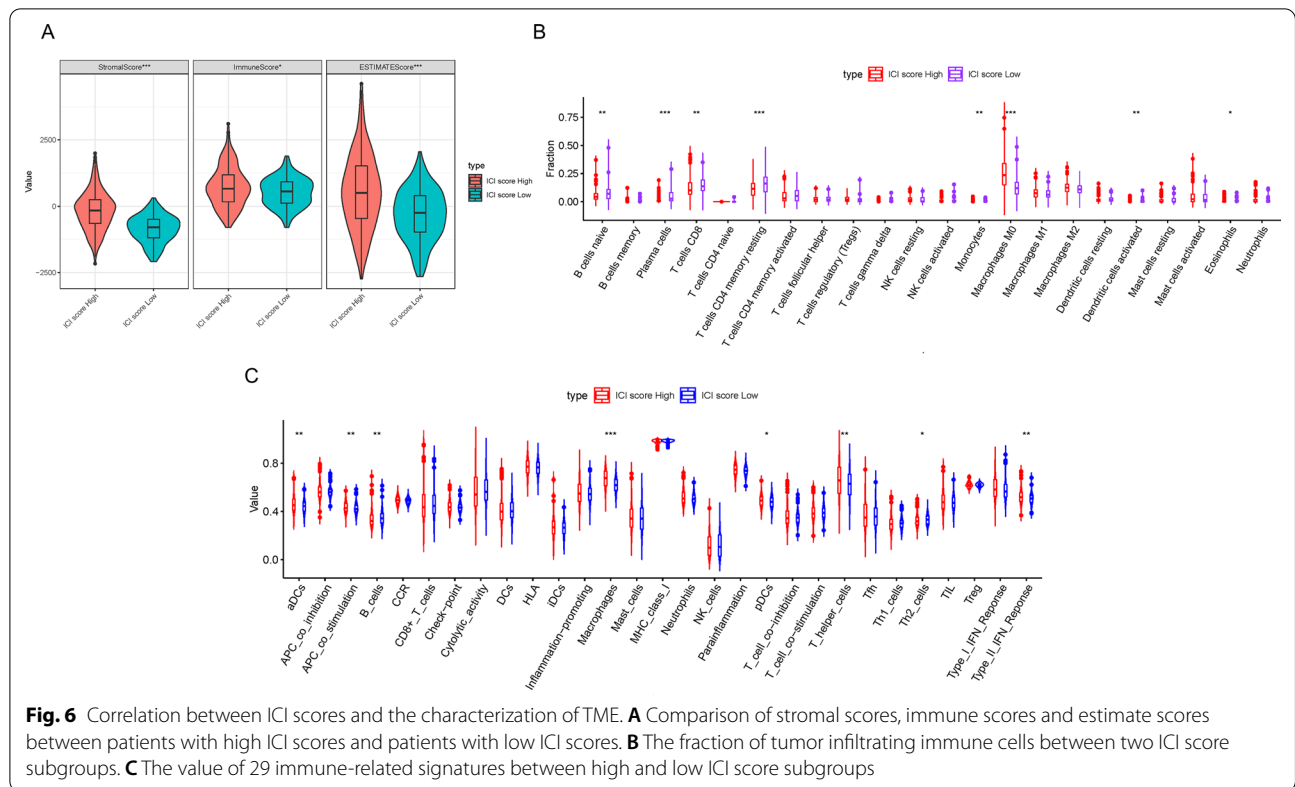 A
StromalScore***
ImmuneScore*
ESTIMATEScore***
2500
0
−2500
Value
ICI score High
ICI score Low
ICI score High
ICI score Low
ICI score High
ICI score Low
type
ICI score High
ICI score Low
B
type ICI score High ICI score Low
** *** ** *** ** *** ** *
0.75
0.50
0.25
0.00
Fraction
B cells naive
B cells memory
Plasma cells
T cells CD8
T cells CD4 naive
T cells CD4 memory resting
T cells CD4 memory activated
T cells follicular helper
T cells regulatory (Tregs)
T cells gamma delta
NK cells resting
NK cells activated
Monocytes
Macrophages M0
Macrophages M1
Macrophages M2
Dendritic cells resting
Dendritic cells activated
Mast cells resting
Mast cells activated
Eosinophils
Neutrophils
C
type ICI score High ICI score Low
** ** ** *** * ** * **
0.8
0.4
0.0
Value
aDCs
APC_co_inhibition
APC_co_stimulation
B_cells
CCR
CD8+_T_cells
Check−point
Cytolytic_activity
DCs
HLA
iDCs
Inflammation−promoting
Macrophages
Mast_cells
MHC_class_I
Neutrophils
NK_cells
Parainflammation
pDCs
T_cell_co−inhibition
T_cell_co−stimulation
T_helper_cells
Tfh
Th1_cells
Th2_cells
TIL
Treg
Type_I_IFN_Reponse
Type_II_IFN_Reponse
Fig. 6 Correlation between ICI scores and the characterization of TME. A Comparison of stromal scores, immune scores and estimate scores
between patients with high ICI scores and patients with low ICI scores. B The fraction of tumor infiltrating immune cells between two ICI score
subgroups. C The value of 29 immune-related signatures between high and low ICI score subgroups